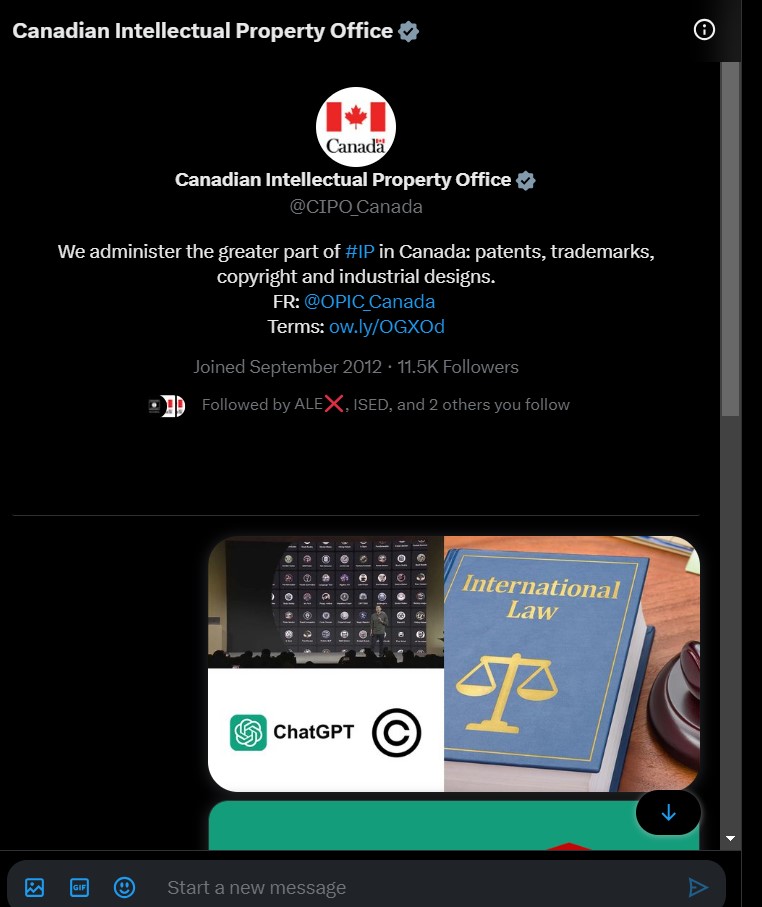 Canadian Intellectual Property Office
Canada
Canadian Intellectual Property Office
@CIPO_Canada
We administer the greater part of #IP in Canada: patents, trademarks,
copyright and industrial designs.
FR: @OPIC_Canada
Terms: ow.ly/OGXOd
Joined September 2012 · 11.5K Followers
Followed by ALE❌, ISED, and 2 others you follow
International
Law
ChatGPT ©
GIF
Start a new message